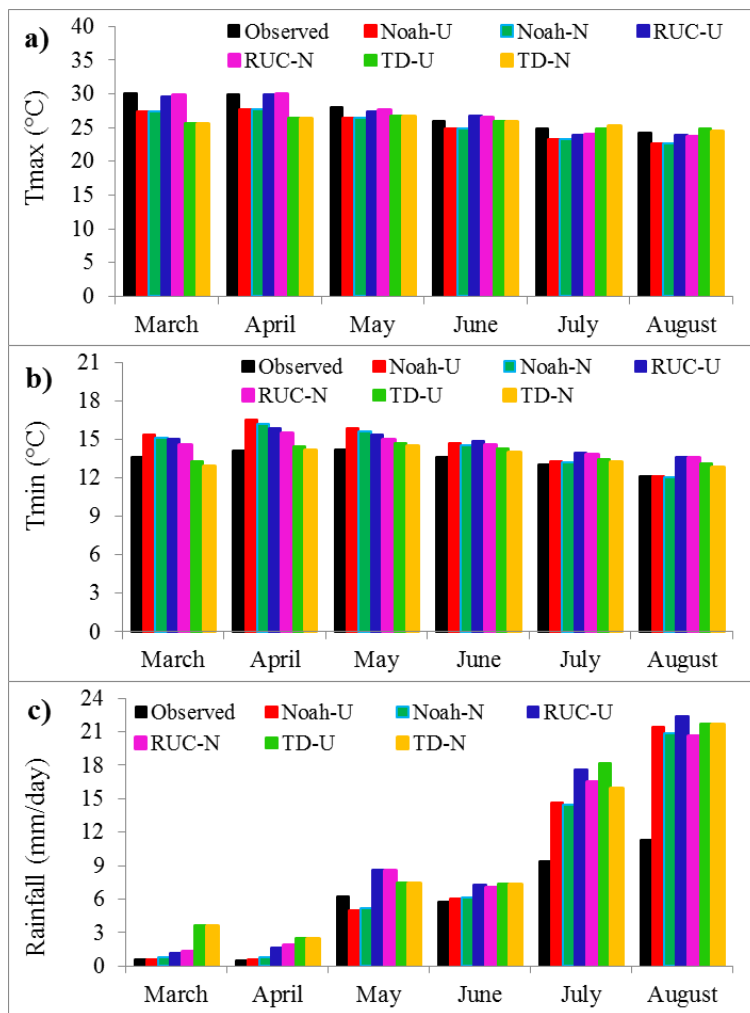 a)
Observed Noah-U Noah-N RUC-U
RUC-N TD-U TD-N
Tmax (°C)
40
35
30
25
20
15
10
5
0
March April May June July August
b)
Observed Noah-U Noah-N RUC-U
RUC-N TD-U TD-N
Tmin (°C)
21
18
15
12
9
6
3
0
March April May June July August
c)
Observed Noah-U Noah-N RUC-U
RUC-N TD-U TD-N
Rainfall (mm/day)
24
21
18
15
12
9
6
3
0
March April May June July August